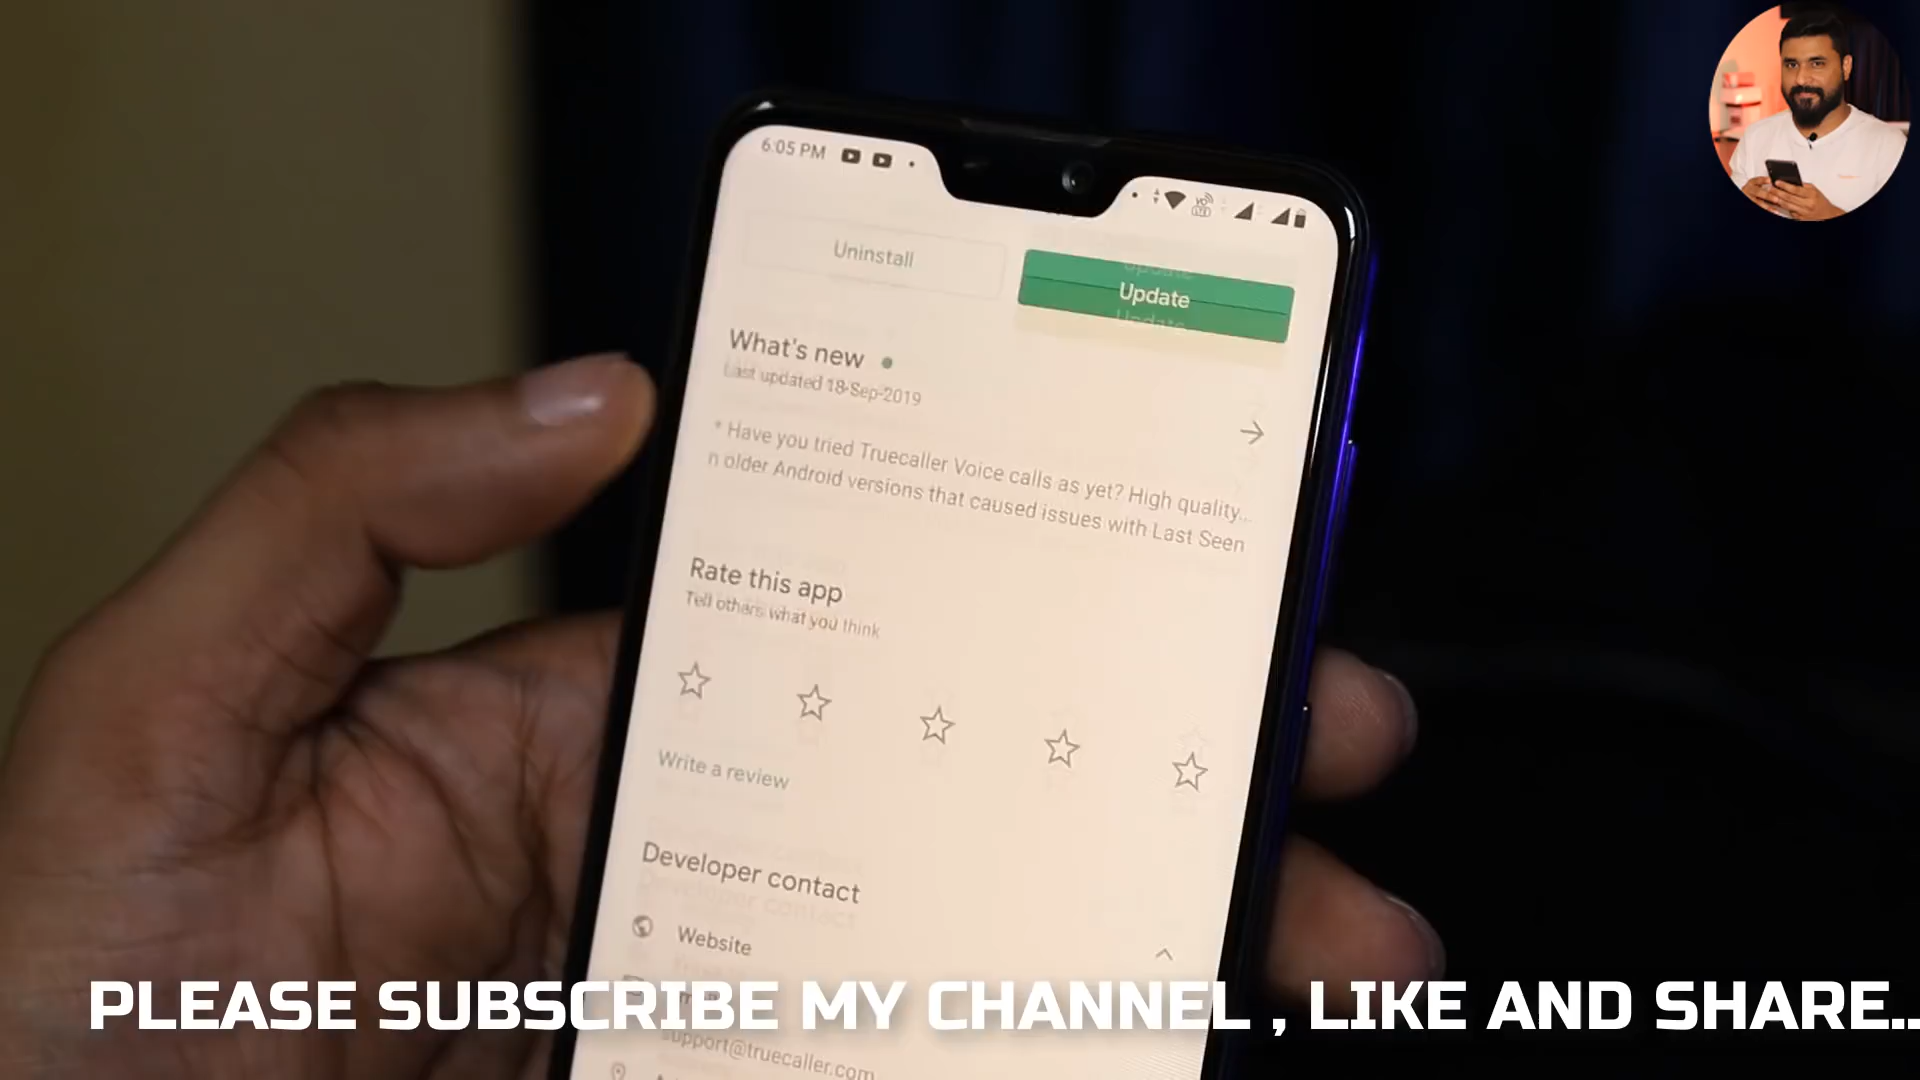 6:05 PM
VO
LTE
Uninstall
Update
What's new
Last updated 18-Sep-2019
* Have you tried Truecaller Voice calls as yet? High quality...
n older Android versions that caused issues with Last Seen
Rate this app
Tell others what you think
Write a review
Developer contact
Website
PLEASE SUBSCRIBE MY CHANNEL , LIKE AND SHARE..
support@truecaller.com